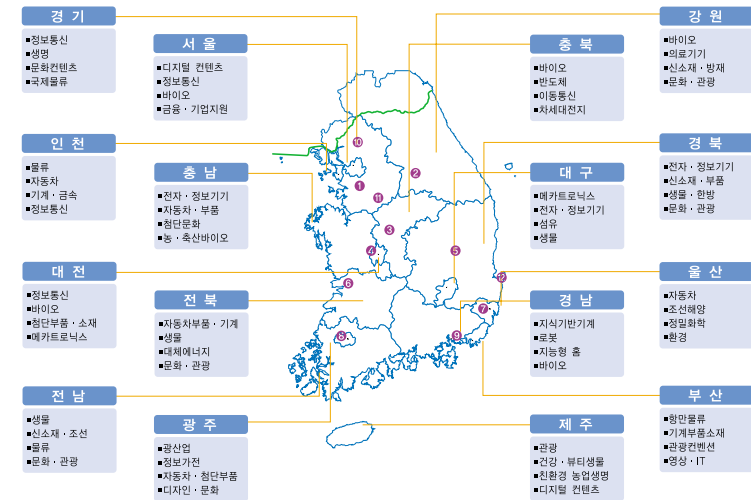 경 기
■정보통신
■생명
■문화컨텐츠
■국제물류
서 울
■디지털 컨텐츠
■정보통신
■바이오
■금융 · 기업지원
충 북
■바이오
■반도체
■이동통신
■차세대전지
강 원
■바이오
■의료기기
■신소재 · 방재
■문화 · 관광
인 천
■물류
■자동차
■기계 · 금속
■정보통신
충 남
■전자 · 정보기기
■자동차 · 부품
■첨단문화
■농 · 축산바이오
대 구
■메카트로닉스
■전자 · 정보기기
■섬유
■생물
경 북
■전자 · 정보기기
■신소재 · 부품
■생물 · 한방
■문화 · 관광
대 전
■정보통신
■바이오
■첨단부품 · 소재
■메카트로닉스
전 북
■자동차부품 · 기계
■생물
■대체에너지
■문화 · 관광
경 남
■지식기반기계
■로봇
■지능형 홈
■바이오
울 산
■자동차
■조선해양
■정밀화학
■환경
전 남
■생물
■신소재 · 조선
■물류
■문화 · 관광
광 주
■광산업
■정보가전
■자동차 · 첨단부품
■디자인 · 문화
제 주
■관광
■건강 · 뷰티생물
■친환경 농업생명
■디지털 컨텐츠
부 산
■항만물류
■기계부품소재
■관광컨벤션
■영상 · IT
10
2
1
11
3
4
5
6
12
7
8
9